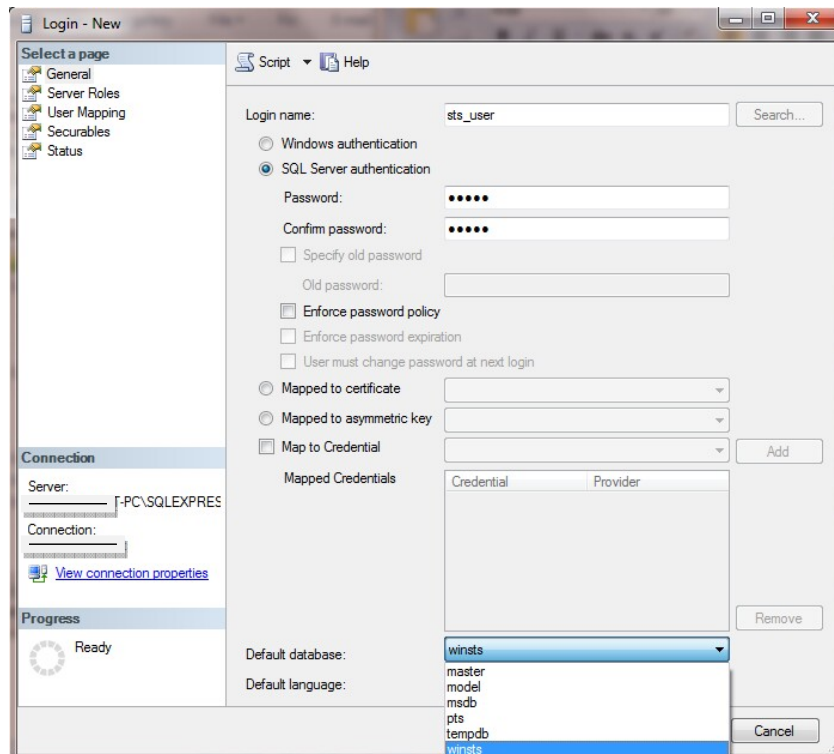 Login - New
Select a page
General
Server Roles
User Mapping
Securables
Status
Script
Help
Login name:
sts_user
Search...
Windows authentication
SQL Server authentication
Password:
•••••
Confirm password:
•••••
Specify old password
Old password:
Enforce password policy
Enforce password expiration
User must change password at next login
Mapped to certificate
Mapped to asymmetric key
Map to Credential
Add
Mapped Credentials
Credential
Provider
Remove
Connection
Server:
T-PC\SQLEXPRES
Connection:
View connection properties
Progress
Ready
Default database:
winsts
Default language:
master
model
msdb
pts
tempdb
winsts
Cancel